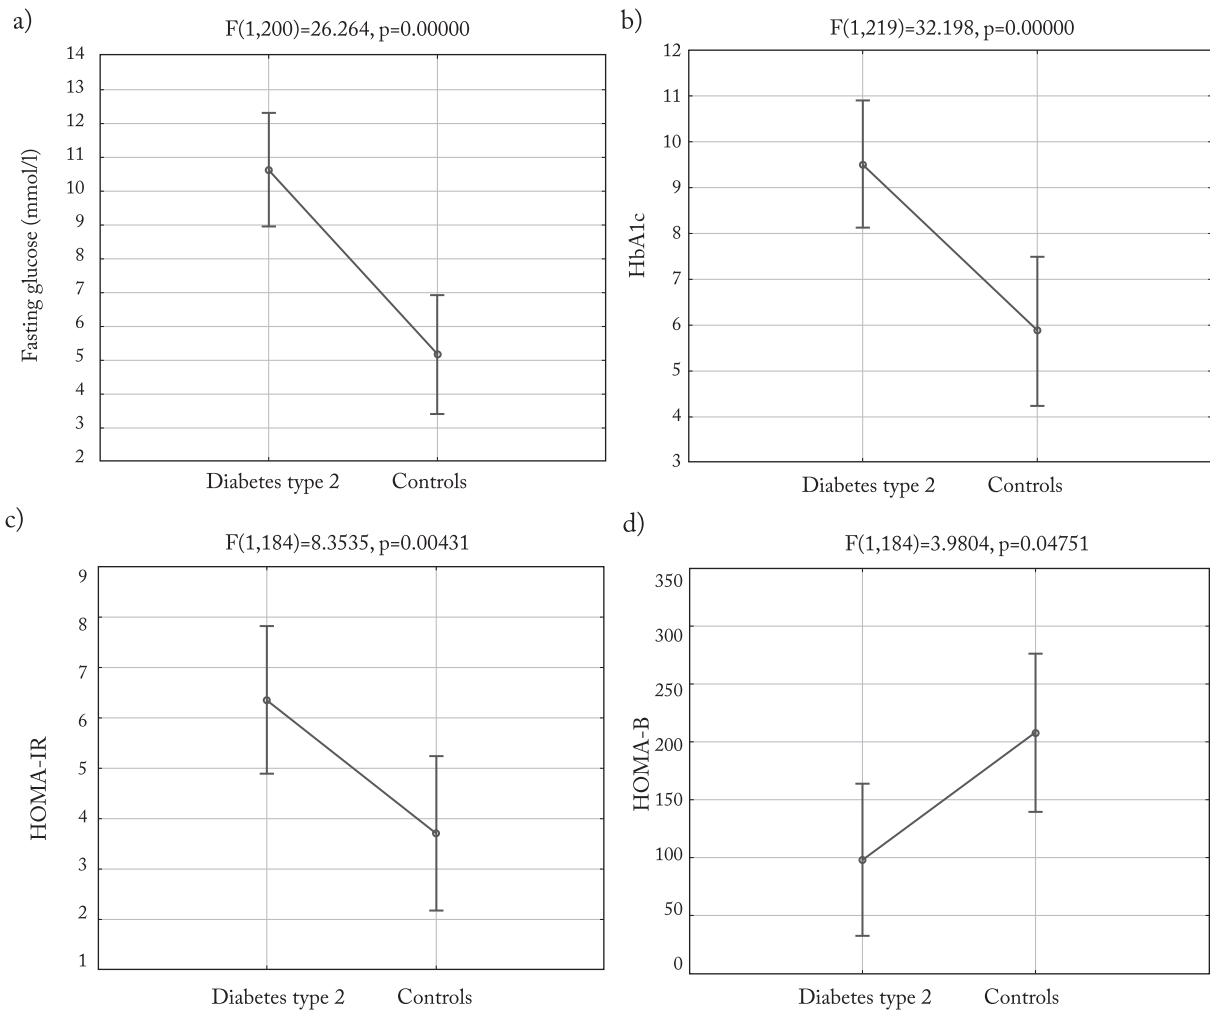 a)
F(1,200)=26.264, p=0.00000
14
13
12
11
10
9
8
7
6
5
4
3
2
Fasting glucose (mmol/l)
Diabetes type 2
Controls
b)
F(1,219)=32.198, p=0.00000
12
11
10
9
8
7
6
5
4
3
HbA1c
Diabetes type 2
Controls
c)
F(1,184)=8.3535, p=0.00431
9
8
7
6
5
4
3
2
1
HOMA-IR
Diabetes type 2
Controls
d)
F(1,184)=3.9804, p=0.04751
350
300
250
200
150
100
50
0
HOMA-B
Diabetes type 2
Controls